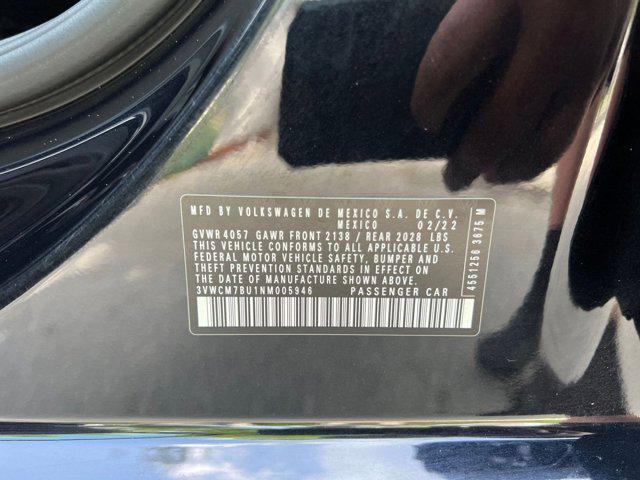 MFD BY VOLKSWAGEN DE MEXICO S.A. DE C.V.
MEXICO 02/22
GVWR 4057 GAWR FRONT 2138 / REAR 2028 LBS
THIS VEHICLE CONFORMS TO ALL APPLICABLE U.S.
FEDERAL MOTOR VEHICLE SAFETY, BUMPER AND
THEFT PREVENTION STANDARDS IN EFFECT ON
THE DATE OF MANUFACTURE SHOWN ABOVE.
3VWCM7BU1NM005946 PASSENGER CAR
4551256 3675 M